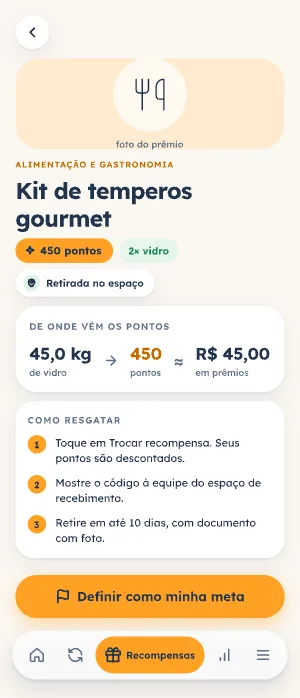 foto do prêmio
ALIMENTAÇÃO E GASTRONOMIA
Kit de temperos
gourmet
450 pontos
2× vidro
Retirada no espaço
DE ONDE VÊM OS PONTOS
45,0 kg → 450 ≈ R$ 45,00
de vidro pontos em prêmios
COMO RESGATAR
1 Toque em Trocar recompensa. Seus
pontos são descontados.
2 Mostre o código à equipe do espaço de
recebimento.
3 Retire em até 10 dias, com documento
com foto.
Definir como minha meta
Recompensas